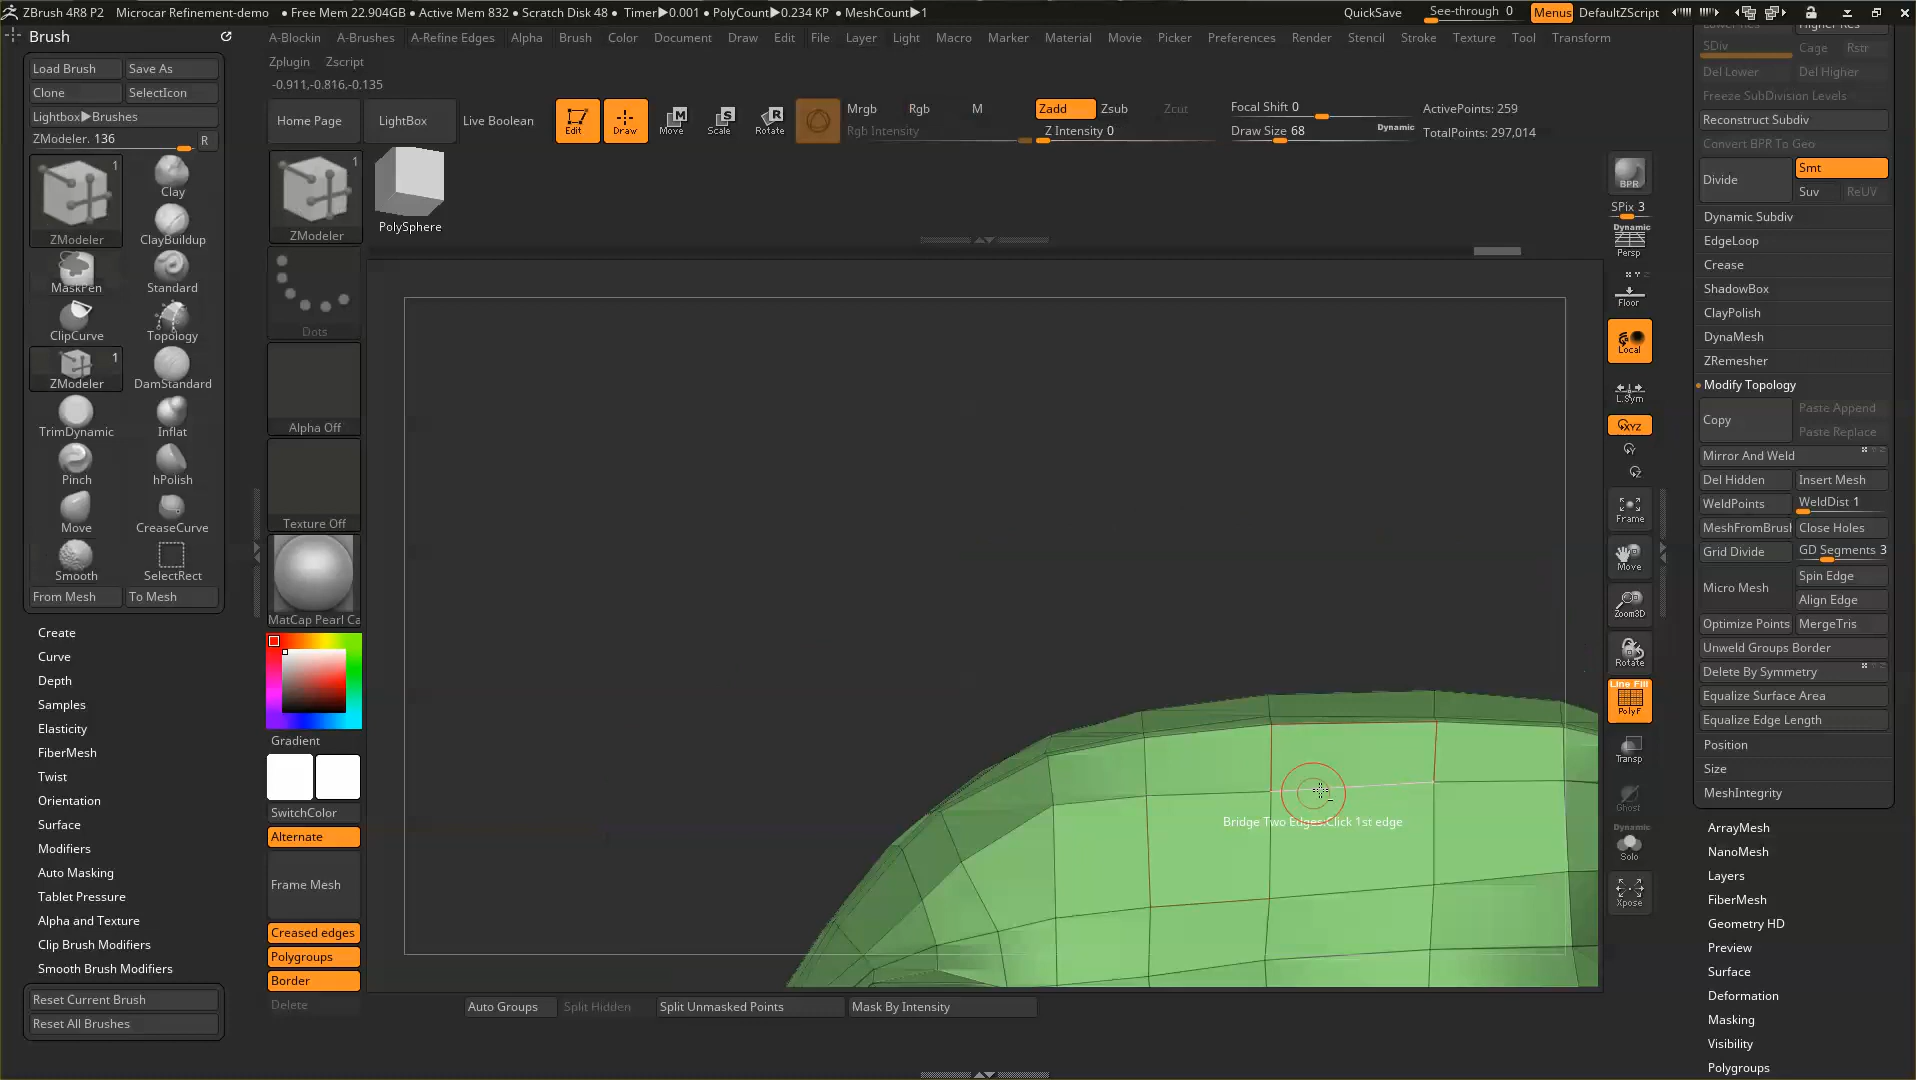 ZBrush 4R8 P2 Microcar Refinement-demo ● Free Mem 22.904GB ● Active Mem 832 ● Scratch Disk 48 ● Timer▶0.001 ● PolyCount▶0.234 KP ● MeshCount▶1 QuickSave See-through 0 Menus DefaultZScript
Brush
A-Blockin A-Brushes A-Refine Edges Alpha Brush Color Document Draw Edit File Layer Light Macro Marker Material Movie Picker Preferences Render Stencil Stroke Texture Tool Transform
Zplugin Zscript
-0.911,-0.816,-0.135
Load Brush Save As
Clone SelectIcon
Lightbox▶Brushes
ZModeler. 136 R
1
ZModeler
Clay
ClayBuildup
MaskPen Standard
ClipCurve Topology
1
ZModeler DamStandard
TrimDynamic Inflat
Pinch hPolish
Move CreaseCurve
Smooth SelectRect
From Mesh To Mesh
Create
Curve
Depth
Samples
Elasticity
FiberMesh
Twist
Orientation
Surface
Modifiers
Auto Masking
Tablet Pressure
Alpha and Texture
Clip Brush Modifiers
Smooth Brush Modifiers
Reset Current Brush
Reset All Brushes
Home Page LightBox Live Boolean
Edit Draw Move Scale Rotate
M S R
Mrgb Rgb M
Rgb Intensity
Zadd Zsub Zcut
Z Intensity 0
Focal Shift 0
Draw Size 68 Dynamic
ActivePoints: 259
TotalPoints: 297,014
1
ZModeler
PolySphere
Dots
Alpha Off
Texture Off
MatCap Pearl Ca
Gradient
SwitchColor
Alternate
Frame Mesh
Creased edges
Polygroups
Border
Delete
Bridge Two Edges:Click 1st edge
Auto Groups Split Hidden Split Unmasked Points Mask By Intensity
BPR
SPix 3
Dynamic
Persp
Floor
Local
L.Sym
XYZ
Y
Z
Frame
Move
Zoom3D
Rotate
Line Fill
PolyF
Transp
Ghost
Dynamic
Solo
Xpose
SDiv Cage Rstr
Del Lower Del Higher
Freeze SubDivision Levels
Reconstruct Subdiv
Convert BPR To Geo
Divide Smt
Suv ReUV
Dynamic Subdiv
EdgeLoop
Crease
ShadowBox
ClayPolish
DynaMesh
ZRemesher
Modify Topology
Copy Paste Append
Paste Replace
Mirror And Weld
Del Hidden Insert Mesh
WeldPoints WeldDist 1
MeshFromBrush Close Holes
Grid Divide GD Segments 3
Micro Mesh Spin Edge
Align Edge
Optimize Points MergeTris
Unweld Groups Border
Delete By Symmetry
Equalize Surface Area
Equalize Edge Length
Position
Size
MeshIntegrity
ArrayMesh
NanoMesh
Layers
FiberMesh
Geometry HD
Preview
Surface
Deformation
Masking
Visibility
Polygroups